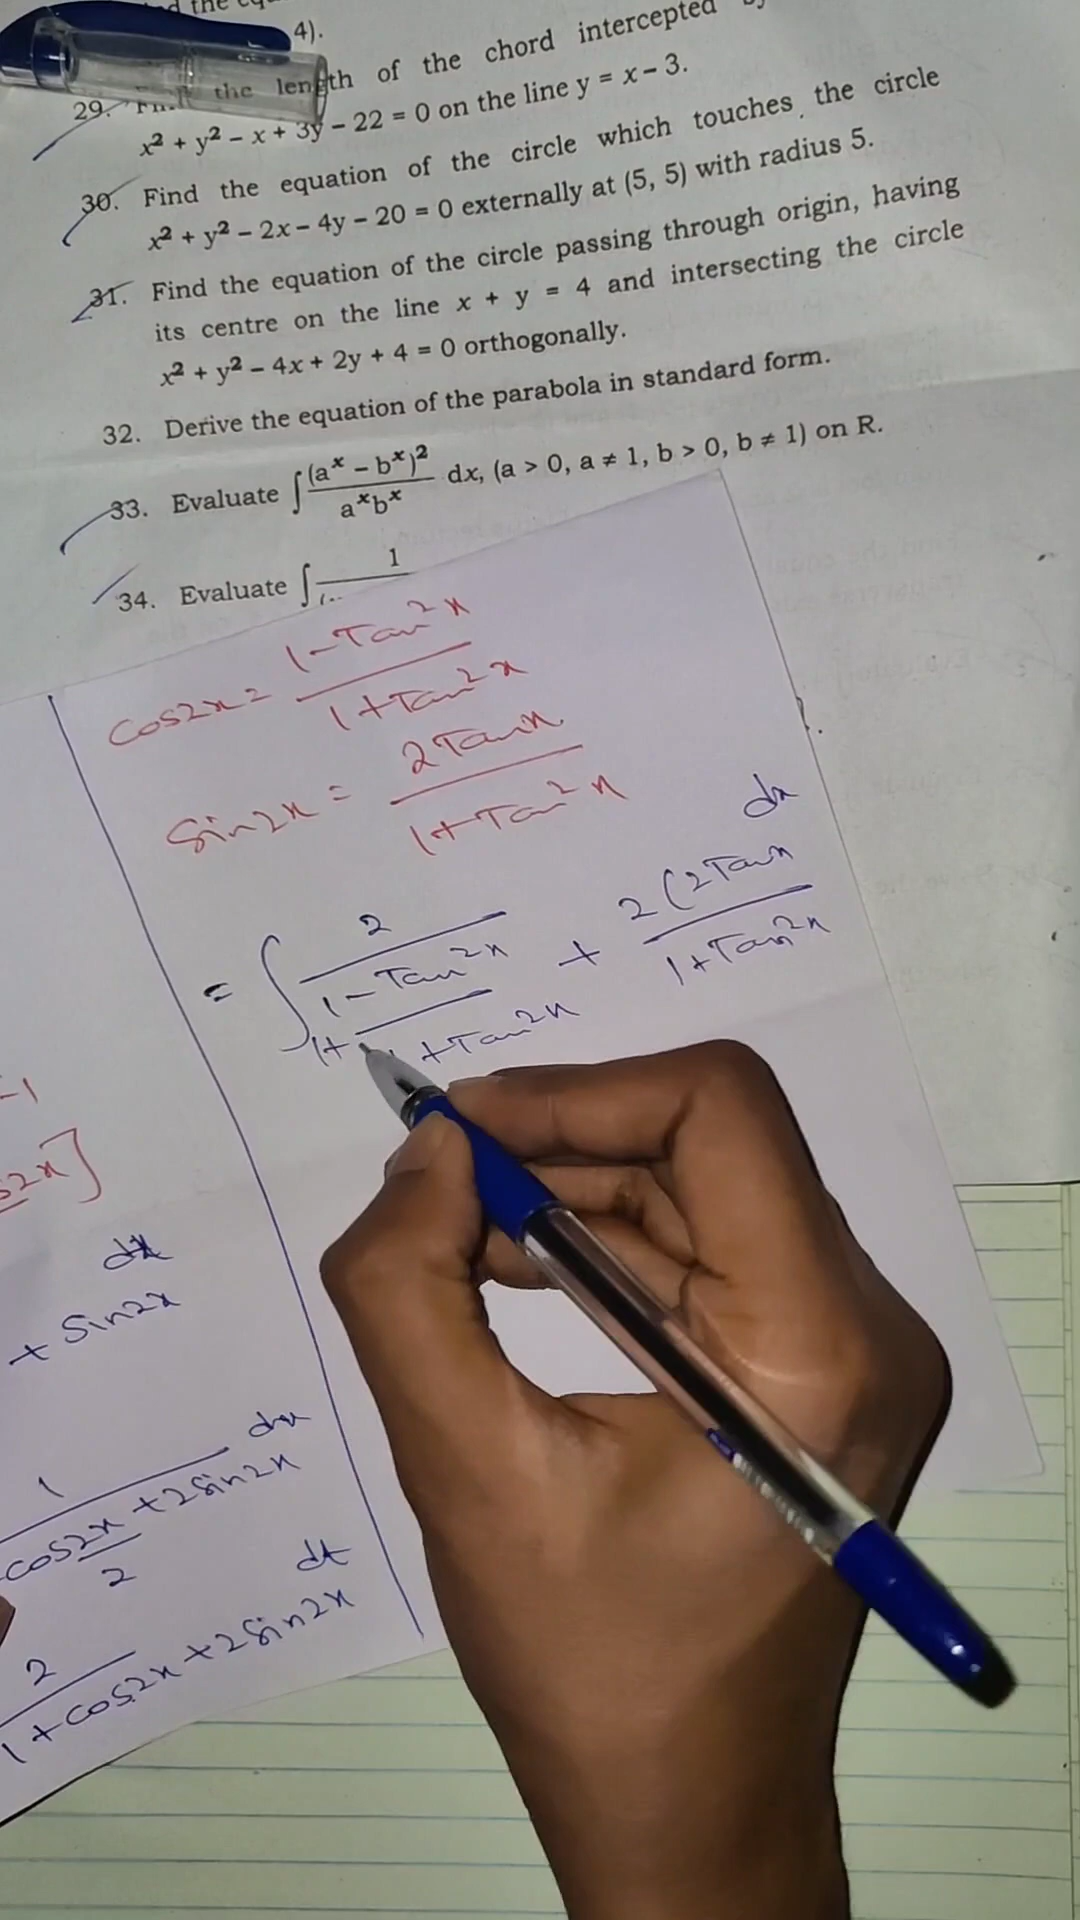 4).
29. the length of the chord intercepted
x² + y² – x + 3y – 22 = 0 on the line y = x – 3.
30. Find the equation of the circle which touches the circle
x² + y² – 2x – 4y – 20 = 0 externally at (5, 5) with radius 5.
31. Find the equation of the circle passing through origin, having
its centre on the line x + y = 4 and intersecting the circle
x² + y² – 4x + 2y + 4 = 0 orthogonally.
32. Derive the equation of the parabola in standard form.
33. Evaluate ∫ (aˣ – bˣ)² / aˣbˣ dx, (a > 0, a ≠ 1, b > 0, b ≠ 1) on R.
34. Evaluate ∫ 1
cos2x = 1-Tan²x / 1+Tan²x
Sin2x = 2Tanx / 1+Tan²x
dx
= ∫ 2
1+ 1-Tan²x / 1+Tan²x + 2(2Tanx / 1+Tan²x
-1
s2x]
dx
+ Sin2x
1 dx
cos2x / 2 + 2Sin2x
2 dt
1+cos2x+2Sin2x